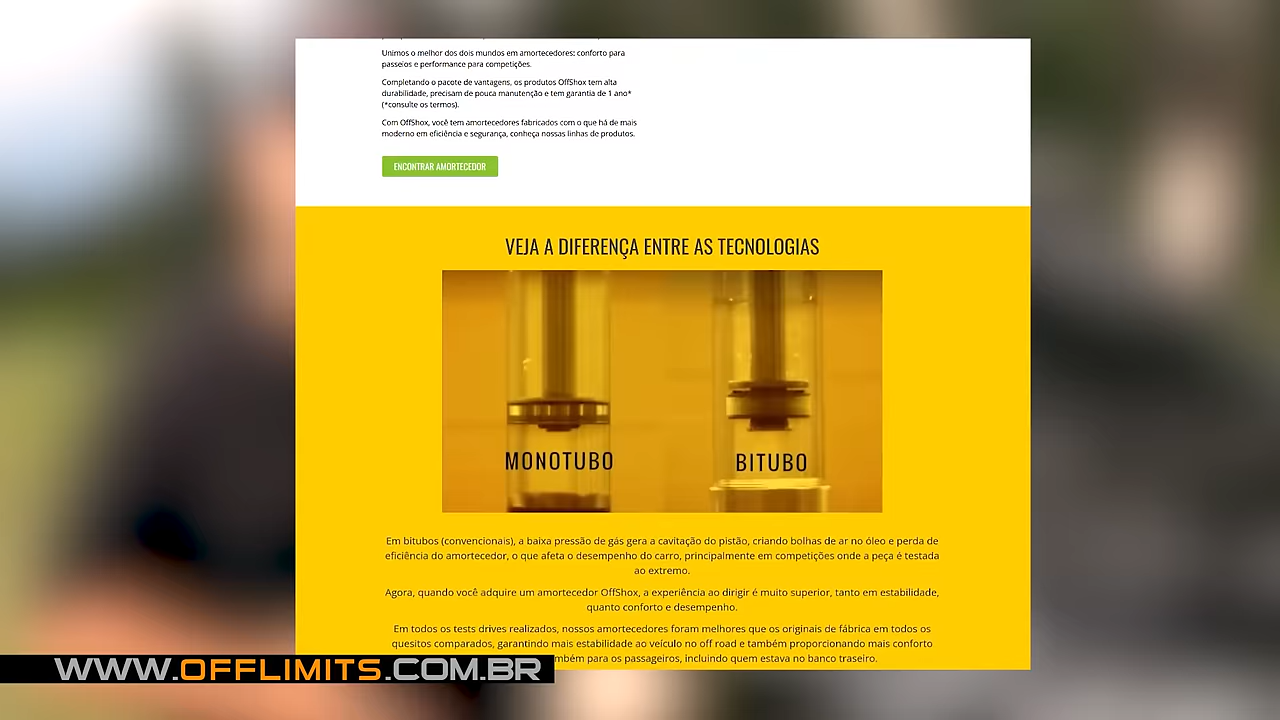 Unimos o melhor dos dois mundos em amortecedores: conforto para
passeios e performance para competições.
Completando o pacote de vantagens, os produtos OffShox tem alta
durabilidade, precisam de pouca manutenção e tem garantia de 1 ano*
(*consulte os termos).
Com OffShox, você tem amortecedores fabricados com o que há de mais
moderno em eficiência e segurança, conheça nossas linhas de produtos.
ENCONTRAR AMORTECEDOR
VEJA A DIFERENÇA ENTRE AS TECNOLOGIAS
MONOTUBO
BITUBO
Em bitubos (convencionais), a baixa pressão de gás gera a cavitação do pistão, criando bolhas de ar no óleo e perda de
eficiência do amortecedor, o que afeta o desempenho do carro, principalmente em competições onde a peça é testada
ao extremo.
Agora, quando você adquire um amortecedor OffShox, a experiência ao dirigir é muito superior, tanto em estabilidade,
quanto conforto e desempenho.
Em todos os tests drives realizados, nossos amortecedores foram melhores que os originais de fábrica em todos os
quesitos comparados, garantindo mais estabilidade ao veículo no off road e também proporcionando mais conforto
para os passageiros, incluindo quem estava no banco traseiro.
WWW.OFFLIMITS.COM.BR